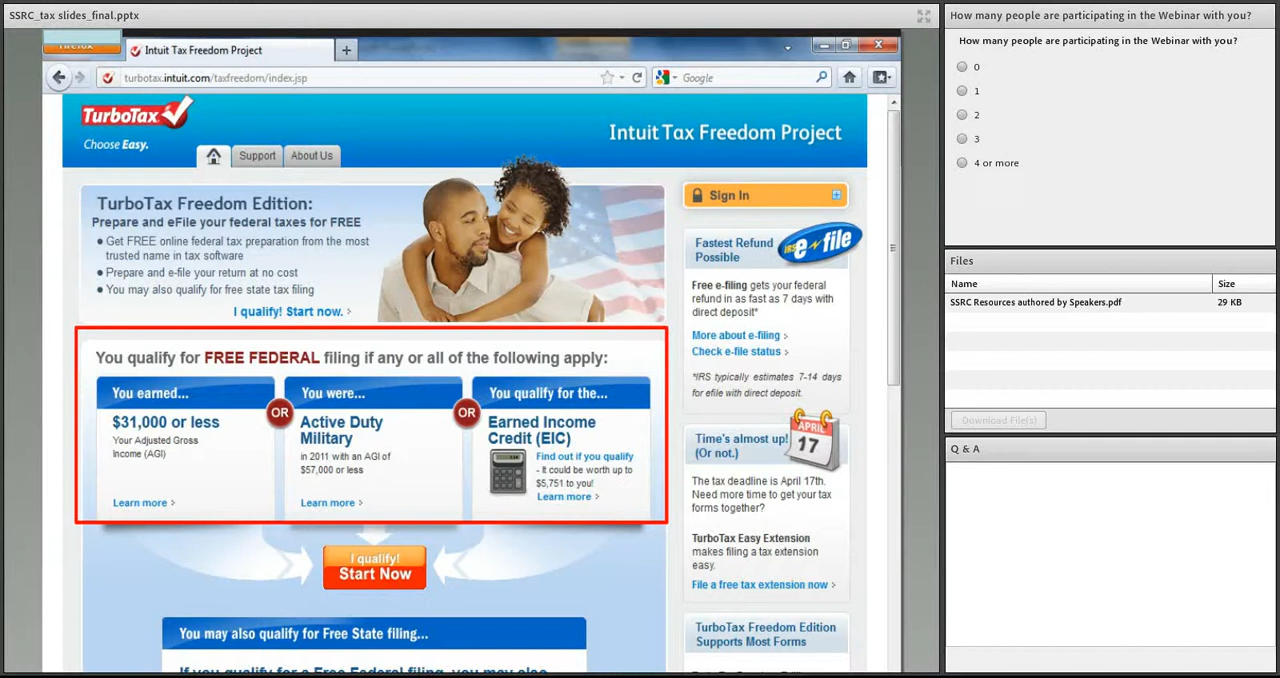 SSRC_tax slides_final.pptx
Firefox
Intuit Tax Freedom Project
turbotax.intuit.com/taxfreedom/index.jsp
Google
TurboTax
Choose Easy.
Intuit Tax Freedom Project
Support
About Us
TurboTax Freedom Edition:
Prepare and eFile your federal taxes for FREE
• Get FREE online federal tax preparation from the most
trusted name in tax software
• Prepare and e-file your return at no cost
• You may also qualify for free state tax filing
I qualify! Start now. >
You qualify for FREE FEDERAL filing if any or all of the following apply:
You earned...
$31,000 or less
Your Adjusted Gross
Income (AGI)
Learn more >
OR
You were...
Active Duty
Military
in 2011 with an AGI of
$57,000 or less
Learn more >
OR
You qualify for the...
Earned Income
Credit (EIC)
Find out if you qualify
- It could be worth up to
$5,751 to you!
Learn more >
I qualify!
Start Now
You may also qualify for Free State filing...
If you qualify for a Free Federal filing, you may also
Sign In
Fastest Refund
Possible
IRS e-file
Free e-filing gets your federal
refund in as fast as 7 days with
direct deposit*
More about e-filing >
Check e-file status >
*IRS typically estimates 7-14 days
for efile with direct deposit.
Time's almost up!
(Or not.)
APRIL
17
The tax deadline is April 17th.
Need more time to get your tax
forms together?
TurboTax Easy Extension
makes filing a tax extension
easy.
File a free tax extension now >
TurboTax Freedom Edition
Supports Most Forms
How many people are participating in the Webinar with you?
How many people are participating in the Webinar with you?
0
1
2
3
4 or more
Files
Name
Size
SSRC Resources authored by Speakers.pdf
29 KB
Download File(s)
Q & A